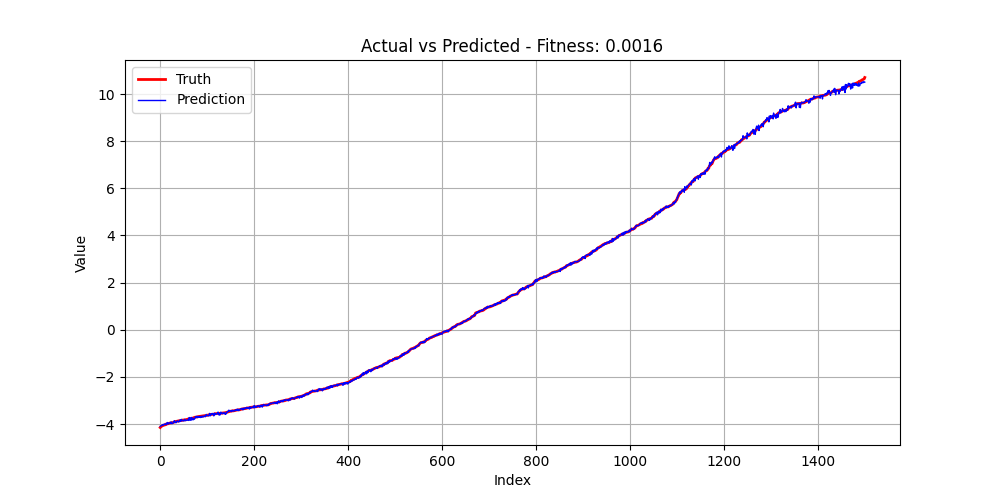 Actual vs Predicted - Fitness: 0.0016
Truth
Prediction
10
8
6
4
2
0
−2
−4
Value
0 200 400 600 800 1000 1200 1400
Index